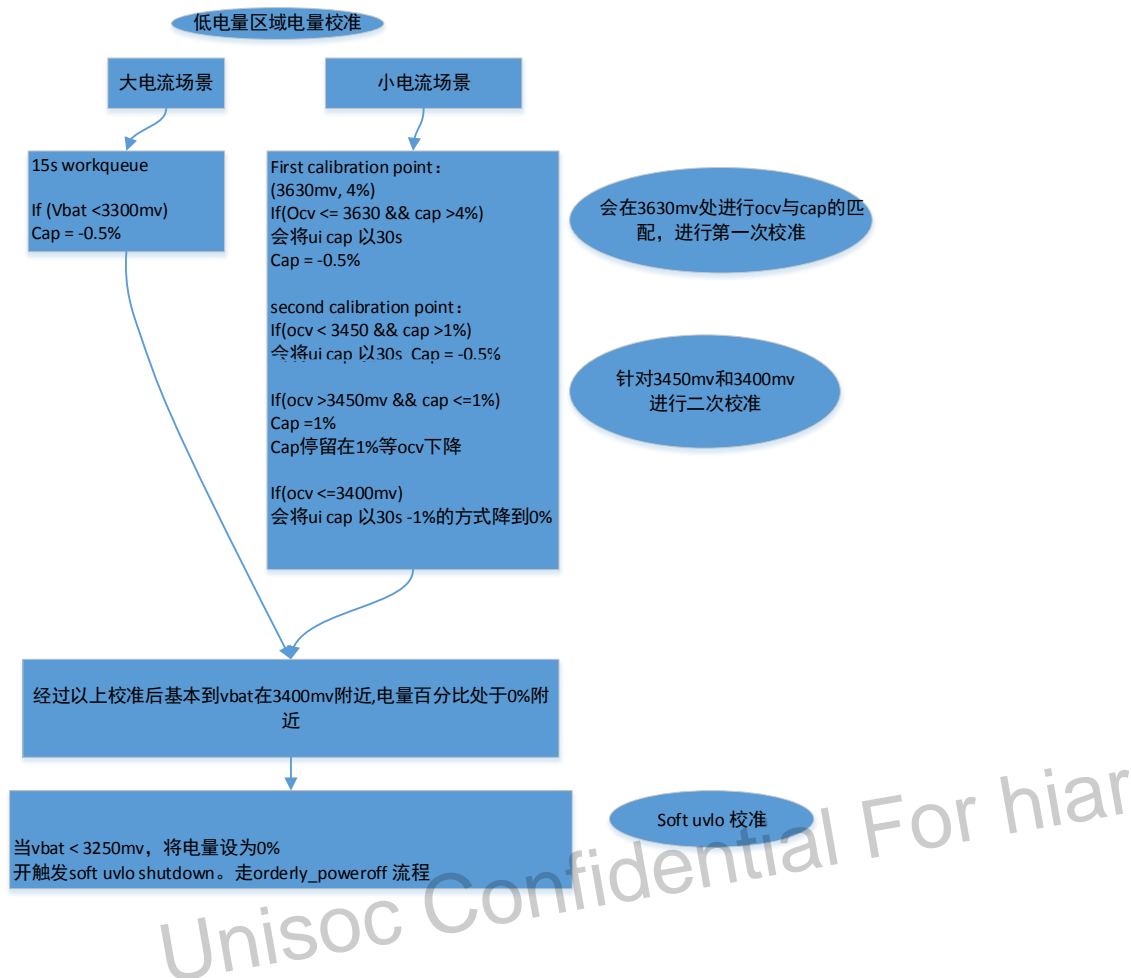 低电量区域电量校准
大电流场景
小电流场景
15s workqueue
If (Vbat <3300mv)
Cap = -0.5%
First calibration point：
(3630mv, 4%)
If(Ocv <= 3630 && cap >4%)
会将ui cap 以30s
Cap = -0.5%
second calibration point：
If(ocv < 3450 && cap >1%)
会将ui cap 以30s Cap = -0.5%
If(ocv >3450mv && cap <=1%)
Cap =1%
Cap停留在1%等ocv下降
If(ocv <=3400mv)
会将ui cap 以30s -1%的方式降到0%
会在3630mv处进行ocv与cap的匹
配，进行第一次校准
针对3450mv和3400mv
进行二次校准
经过以上校准后基本到vbat在3400mv附近,电量百分比处于0%附
近
当vbat < 3250mv，将电量设为0%
开触发soft uvlo shutdown。走orderly_poweroff 流程
Soft uvlo 校准
Unisoc Confidential For hiar